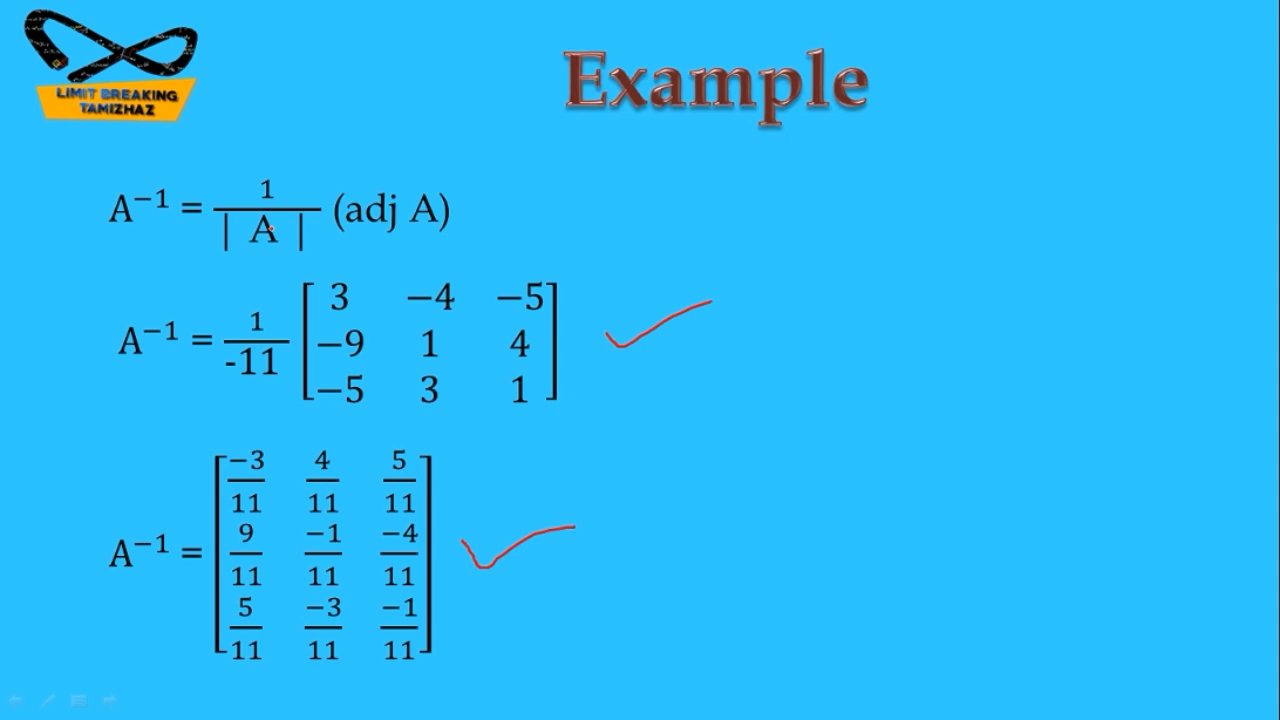 LIMIT BREAKING
TAMIZHAZ
Example
A⁻¹ = 1/| A | (adj A)
A⁻¹ = 1/-11 [3 −4 −5
−9 1 4
−5 3 1]
A⁻¹ = [−3/11 4/11 5/11
9/11 −1/11 −4/11
5/11 −3/11 −1/11]